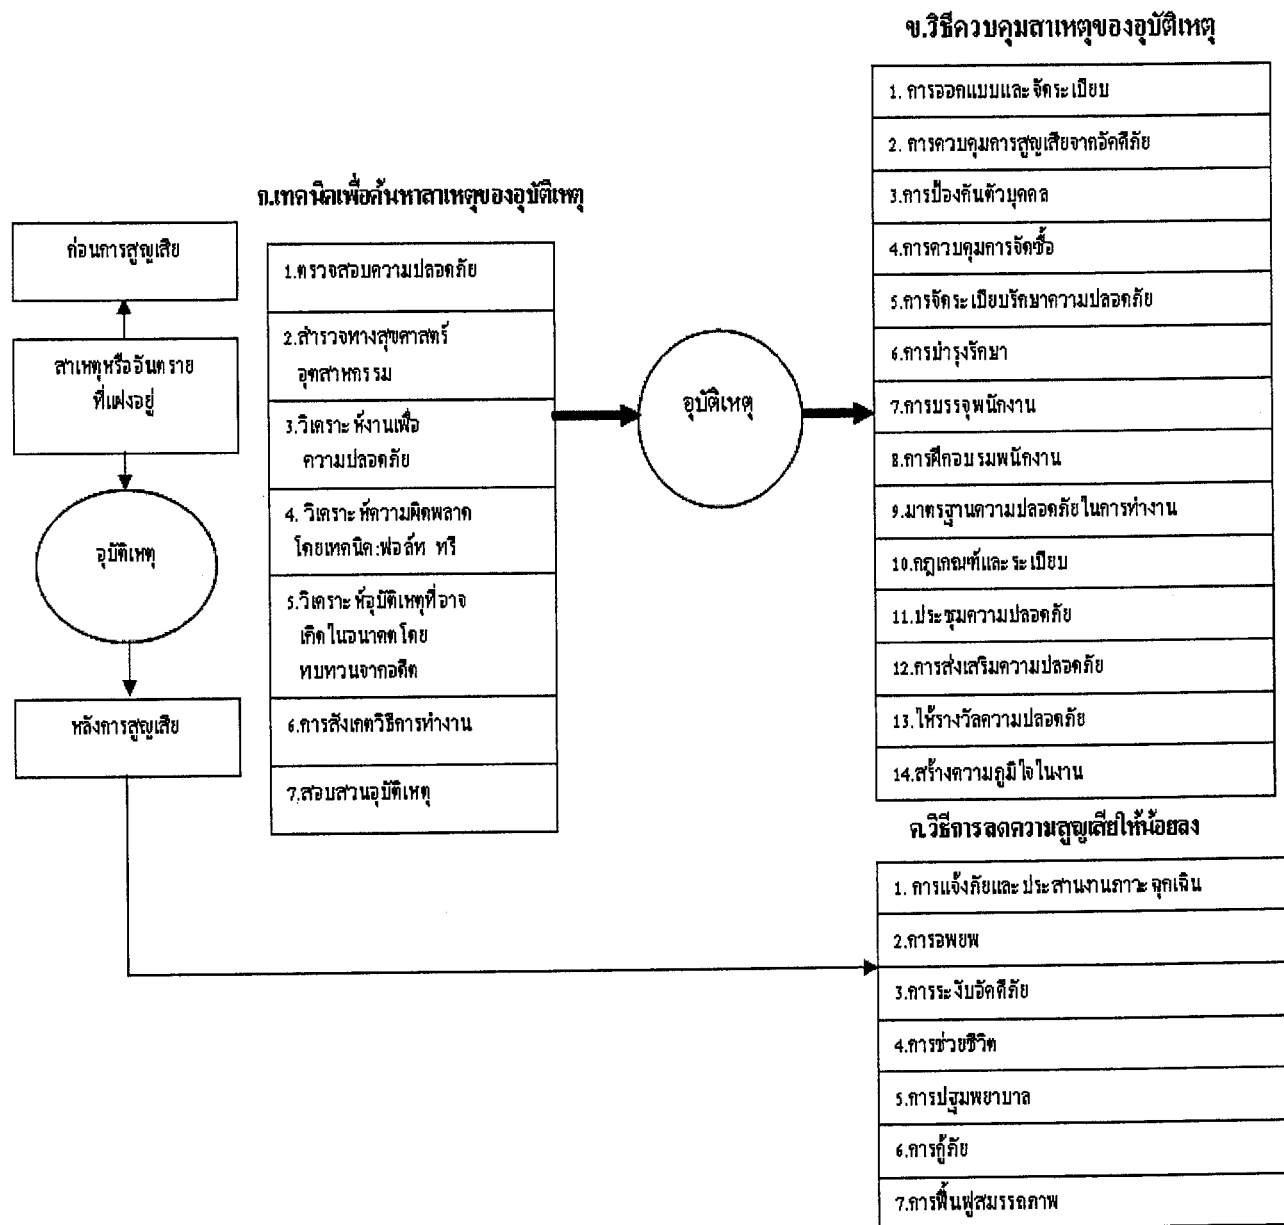 ข.วิธีควบคุมสาเหตุของอุบัติเหตุ
1. การออกแบบและจัดระเบียบ
2. การควบคุมการสูญเสียจากอัคคีภัย
3.การป้องกันตัวบุคคล
4.การควบคุมการจัดซื้อ
5.การจัดระเบียบรักษาความปลอดภัย
6.การบำรุงรักษา
7.การบรรจุพนักงาน
8.การฝึกอบรมพนักงาน
9.มาตรฐานความปลอดภัยในการทำงาน
10.กฎเกณฑ์และระเบียบ
11.ประชุมความปลอดภัย
12.การส่งเสริมความปลอดภัย
13.ให้รางวัลความปลอดภัย
14.สร้างความภูมิใจในงาน
ก.เทคนิคเพื่อค้นหาสาเหตุของอุบัติเหตุ
1.ตรวจสอบความปลอดภัย
2.สำรวจทางสุขศาสตร์
อุตสาหกรรม
3.วิเคราะห์งานเพื่อ
ความปลอดภัย
4. วิเคราะห์ความผิดพลาด
โดยเทคนิค:ฟอล์ท ทรี
5.วิเคราะห์อุบัติเหตุที่อาจ
เกิดในอนาคตโดย
ทบทวนจากอดีต
6.การสังเกตวิธีการทำงาน
7.สอบสวนอุบัติเหตุ
ก่อนการสูญเสีย
สาเหตุหรืออันตราย
ที่แฝงอยู่
อุบัติเหตุ
หลังการสูญเสีย
อุบัติเหตุ
ค.วิธีการลดความสูญเสียให้น้อยลง
1. การแจ้งภัยและประสานงานภาวะฉุกเฉิน
2.การอพยพ
3.การระงับอัคคีภัย
4.การช่วยชีวิต
5.การปฐมพยาบาล
6.การกู้ภัย
7.การฟื้นฟูสมรรถภาพ